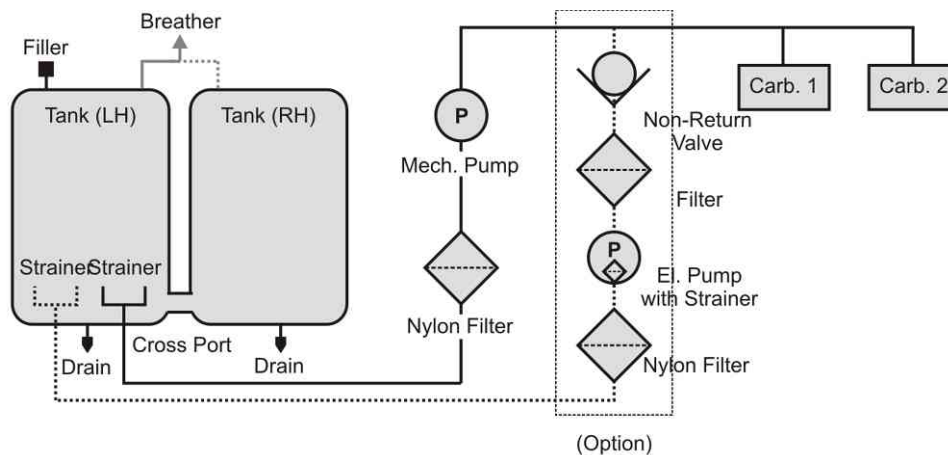 Breather
Filler
Tank (LH)
Tank (RH)
P
Mech. Pump
Carb. 1
Carb. 2
Non-Return
Valve
Filter
Strainer
Strainer
P
El. Pump
with Strainer
Nylon Filter
Cross Port
Drain
Drain
Nylon Filter
(Option)